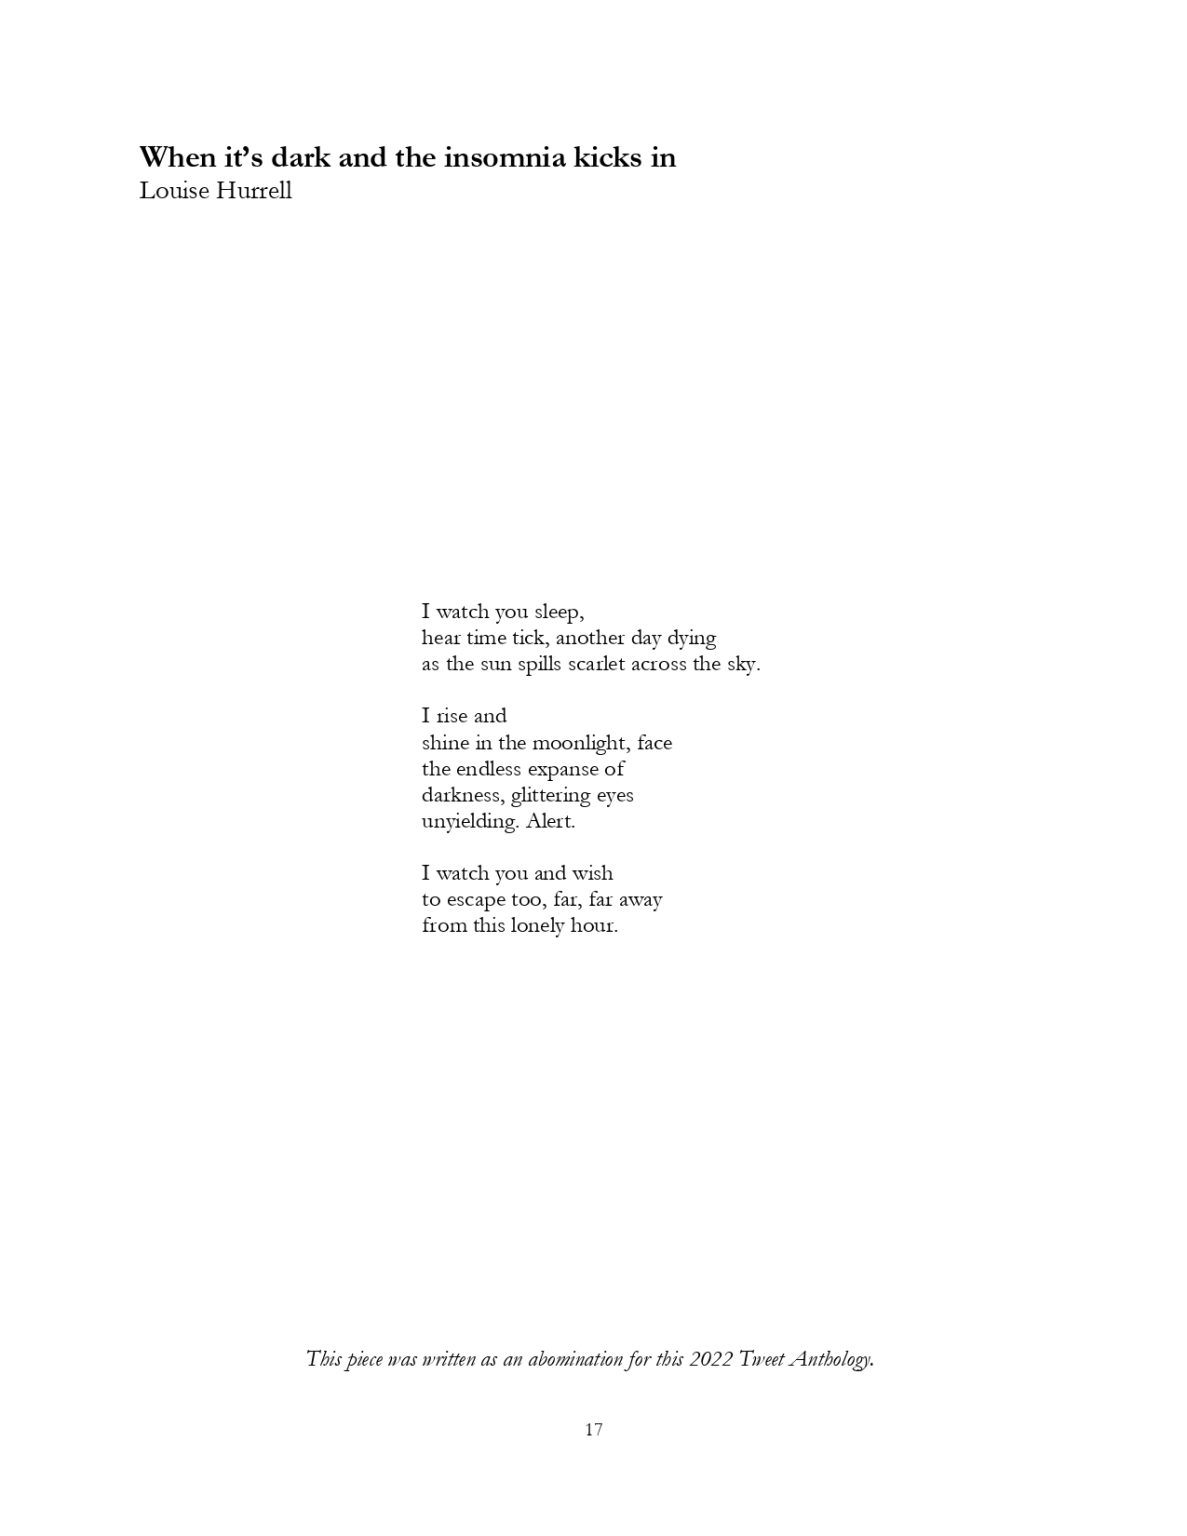 When it’s dark and the insomnia kicks in
Louise Hurrell
I watch you sleep,
hear time tick, another day dying
as the sun spills scarlet across the sky.
I rise and
shine in the moonlight, face
the endless expanse of
darkness, glittering eyes
unyielding. Alert.
I watch you and wish
to escape too, far, far away
from this lonely hour.
This piece was written as an abomination for this 2022 Tweet Anthology.
17